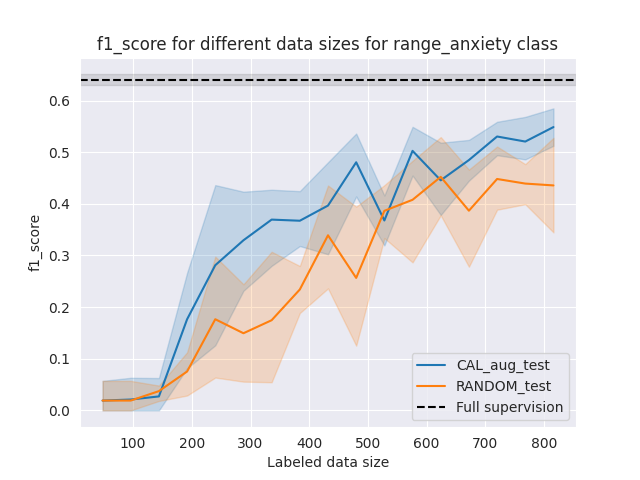 f1_score for different data sizes for range_anxiety class
f1_score
0.6
0.5
0.4
0.3
0.2
0.1
0.0
CAL_aug_test
RANDOM_test
Full supervision
100 200 300 400 500 600 700 800
Labeled data size